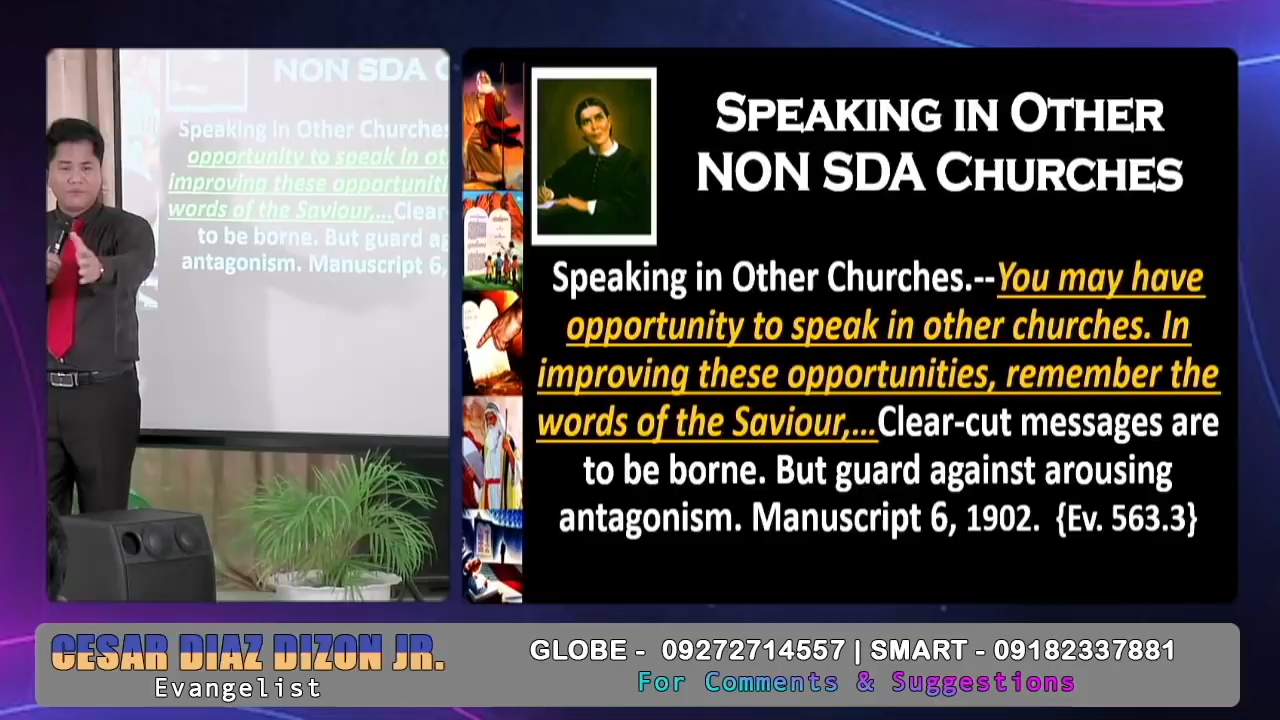 NON SDA C
Speaking in Other Churches
opportunity to speak in ot
improving these opportuniti
words of the Saviour,...Clear-
to be borne. But guard ag
antagonism. Manuscript 6,
SPEAKING IN OTHER
NON SDA CHURCHES
Speaking in Other Churches.--You may have
opportunity to speak in other churches. In
improving these opportunities, remember the
words of the Saviour,...Clear-cut messages are
to be borne. But guard against arousing
antagonism. Manuscript 6, 1902. {Ev. 563.3}
CESAR DIAZ DIZON JR.
Evangelist
GLOBE - 09272714557 | SMART - 09182337881
For Comments & Suggestions